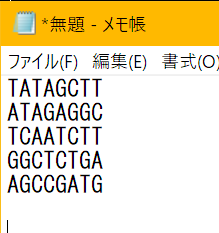 *無題 - メモ帳
ファイル(F) 編集(E) 書式(O)
TATAGCTT
ATAGAGGC
TCAATCTT
GGCTCTGA
AGCCGATG